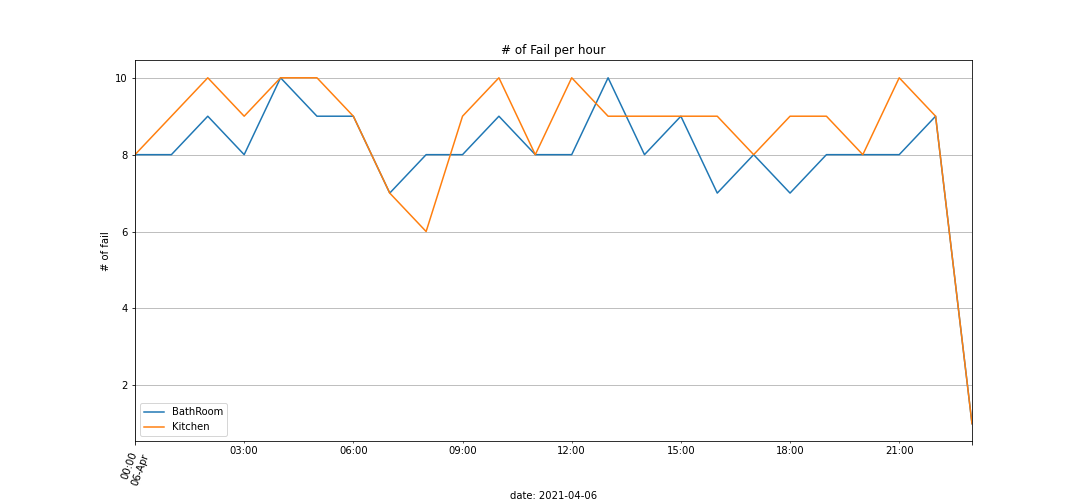 # of Fail per hour
# of fail
10
8
6
4
2
BathRoom
Kitchen
00:00
06-Apr
03:00
06:00
09:00
12:00
15:00
18:00
21:00
date: 2021-04-06